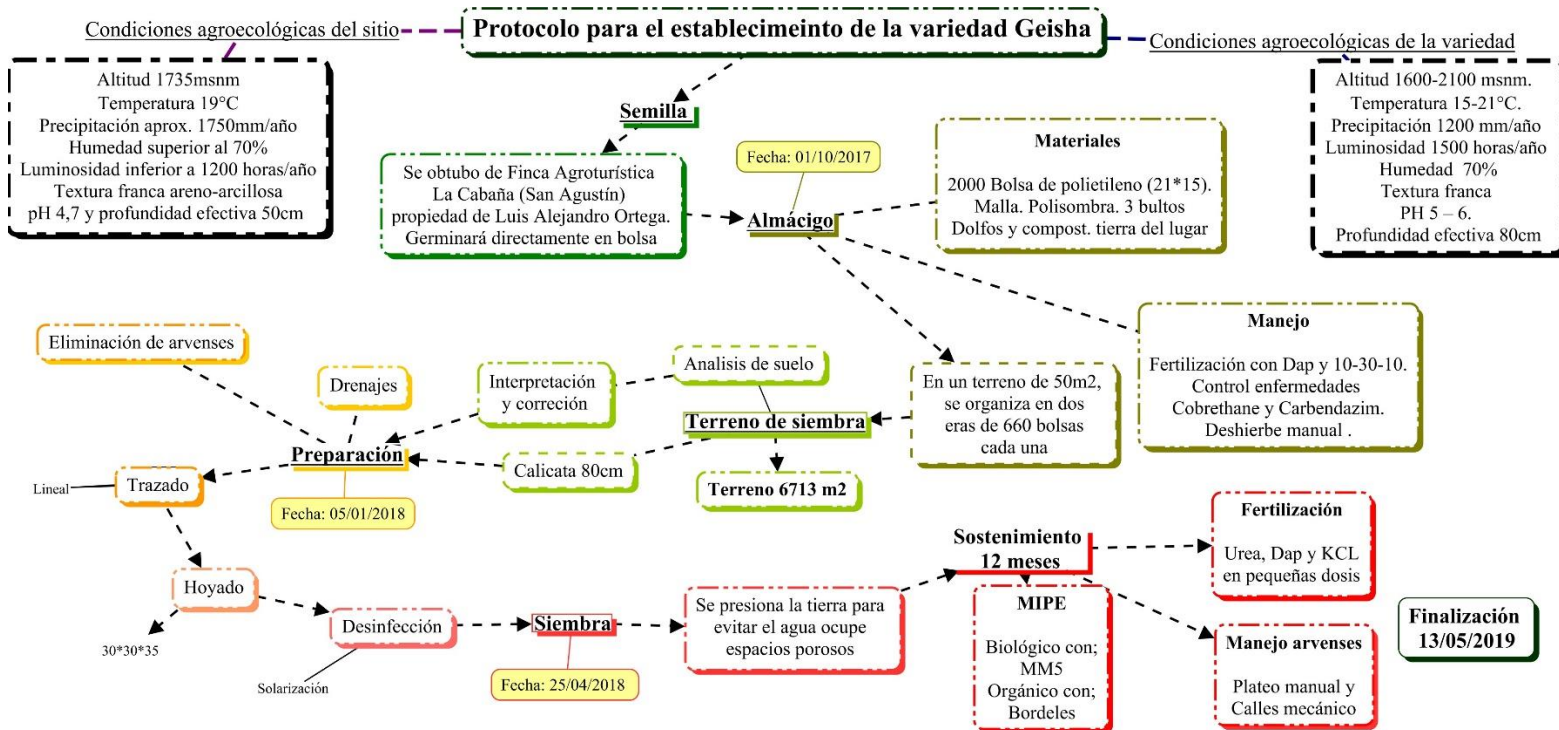 Protocolo para el establecimeinto de la variedad Geisha
Condiciones agroecológicas del sitio
Altitud 1735msnm
Temperatura 19°C
Precipitación aprox. 1750mm/año
Humedad superior al 70%
Luminosidad inferior a 1200 horas/año
Textura franca areno-arcillosa
pH 4,7 y profundidad efectiva 50cm
Condiciones agroecológicas de la variedad
Altitud 1600-2100 msnm.
Temperatura 15-21°C.
Precipitación 1200 mm/año
Luminosidad 1500 horas/año
Humedad 70%
Textura franca
PH 5 – 6.
Profundidad efectiva 80cm
Semilla
Se obtubo de Finca Agroturística
La Cabaña (San Agustín)
propiedad de Luis Alejandro Ortega.
Germinará directamente en bolsa
Fecha: 01/10/2017
Almácigo
Materiales
2000 Bolsa de polietileno (21*15).
Malla. Polisombra. 3 bultos
Dolfos y compost. tierra del lugar
Manejo
Fertilización con Dap y 10-30-10.
Control enfermedades
Cobrethane y Carbendazim.
Deshierbe manual .
En un terreno de 50m2,
se organiza en dos
eras de 660 bolsas
cada una
Analisis de suelo
Terreno de siembra
Terreno 6713 m2
Interpretación
y correción
Calicata 80cm
Eliminación de arvenses
Drenajes
Preparación
Fecha: 05/01/2018
Lineal
Trazado
Hoyado
30*30*35
Desinfección
Solarización
Siembra
Fecha: 25/04/2018
Se presiona la tierra para
evitar el agua ocupe
espacios porosos
Sostenimiento
12 meses
MIPE
Biológico con;
MM5
Orgánico con;
Bordeles
Fertilización
Urea, Dap y KCL
en pequeñas dosis
Manejo arvenses
Plateo manual y
Calles mecánico
Finalización
13/05/2019